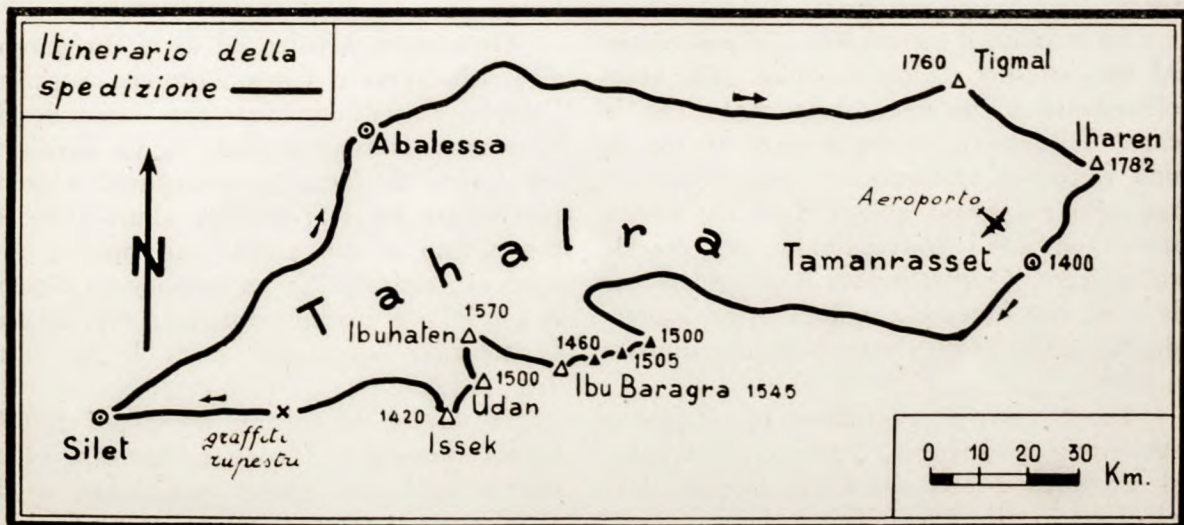 Itinerario della
spedizione
1760 Tigmal
Abalessa
Iharen
1782
Aeroporto
N
Tahalra
Tamanrasset 1400
1570
Ibuhaten
1460 1500
1505
1500
Ibu Baragra 1545
Udan
1420
Issek
Silet
graffiti
rupestri
0 10 20 30 Km.